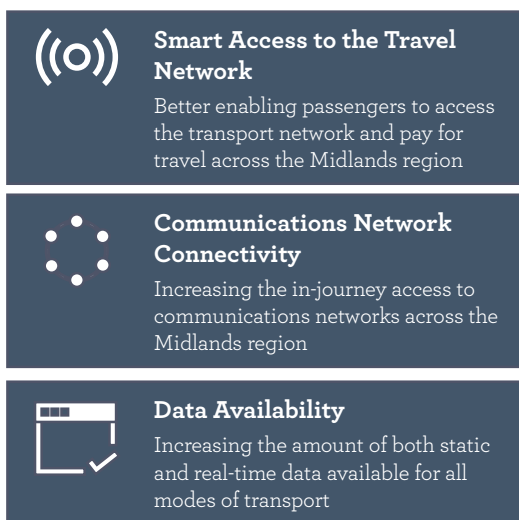 Smart Access to the Travel
Network
Better enabling passengers to access
the transport network and pay for
travel across the Midlands region
Communications Network
Connectivity
Increasing the in-journey access to
communications networks across the
Midlands region
Data Availability
Increasing the amount of both static
and real-time data available for all
modes of transport